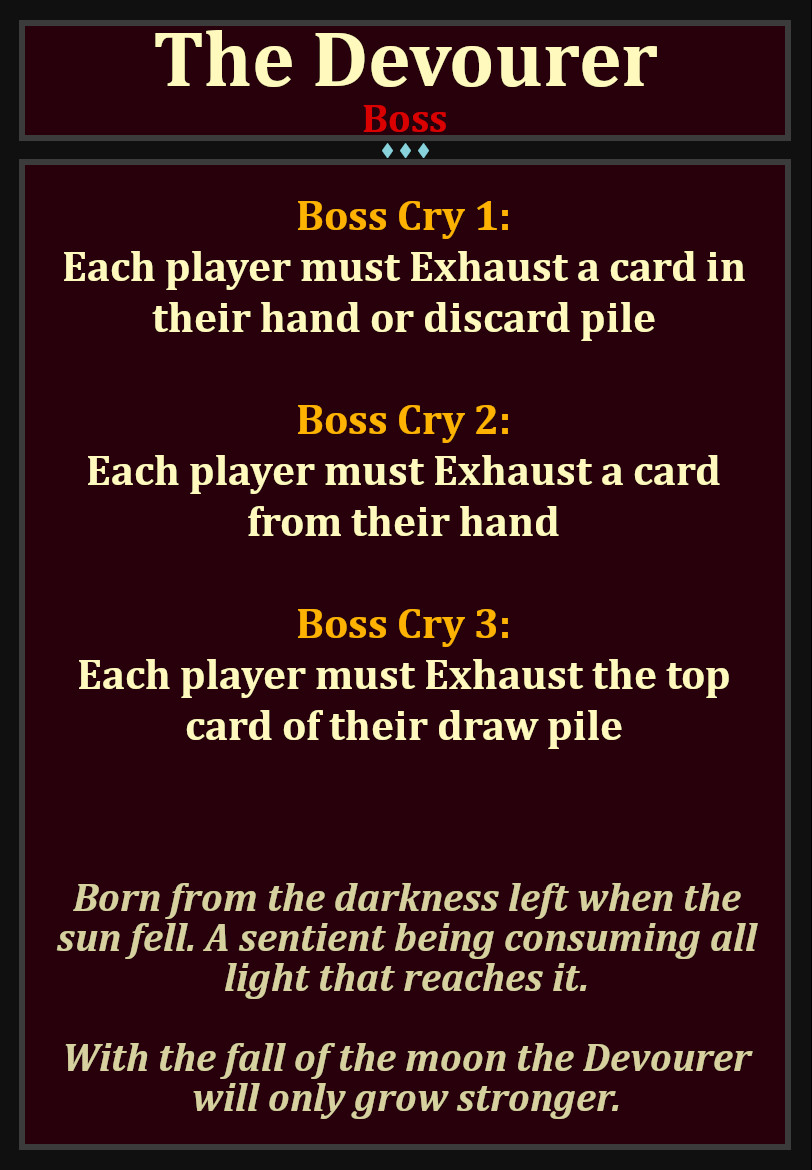 The Devourer
Boss
Boss Cry 1:
Each player must Exhaust a card in
their hand or discard pile
Boss Cry 2:
Each player must Exhaust a card
from their hand
Boss Cry 3:
Each player must Exhaust the top
card of their draw pile
Born from the darkness left when the
sun fell. A sentient being consuming all
light that reaches it.
With the fall of the moon the Devourer
will only grow stronger.